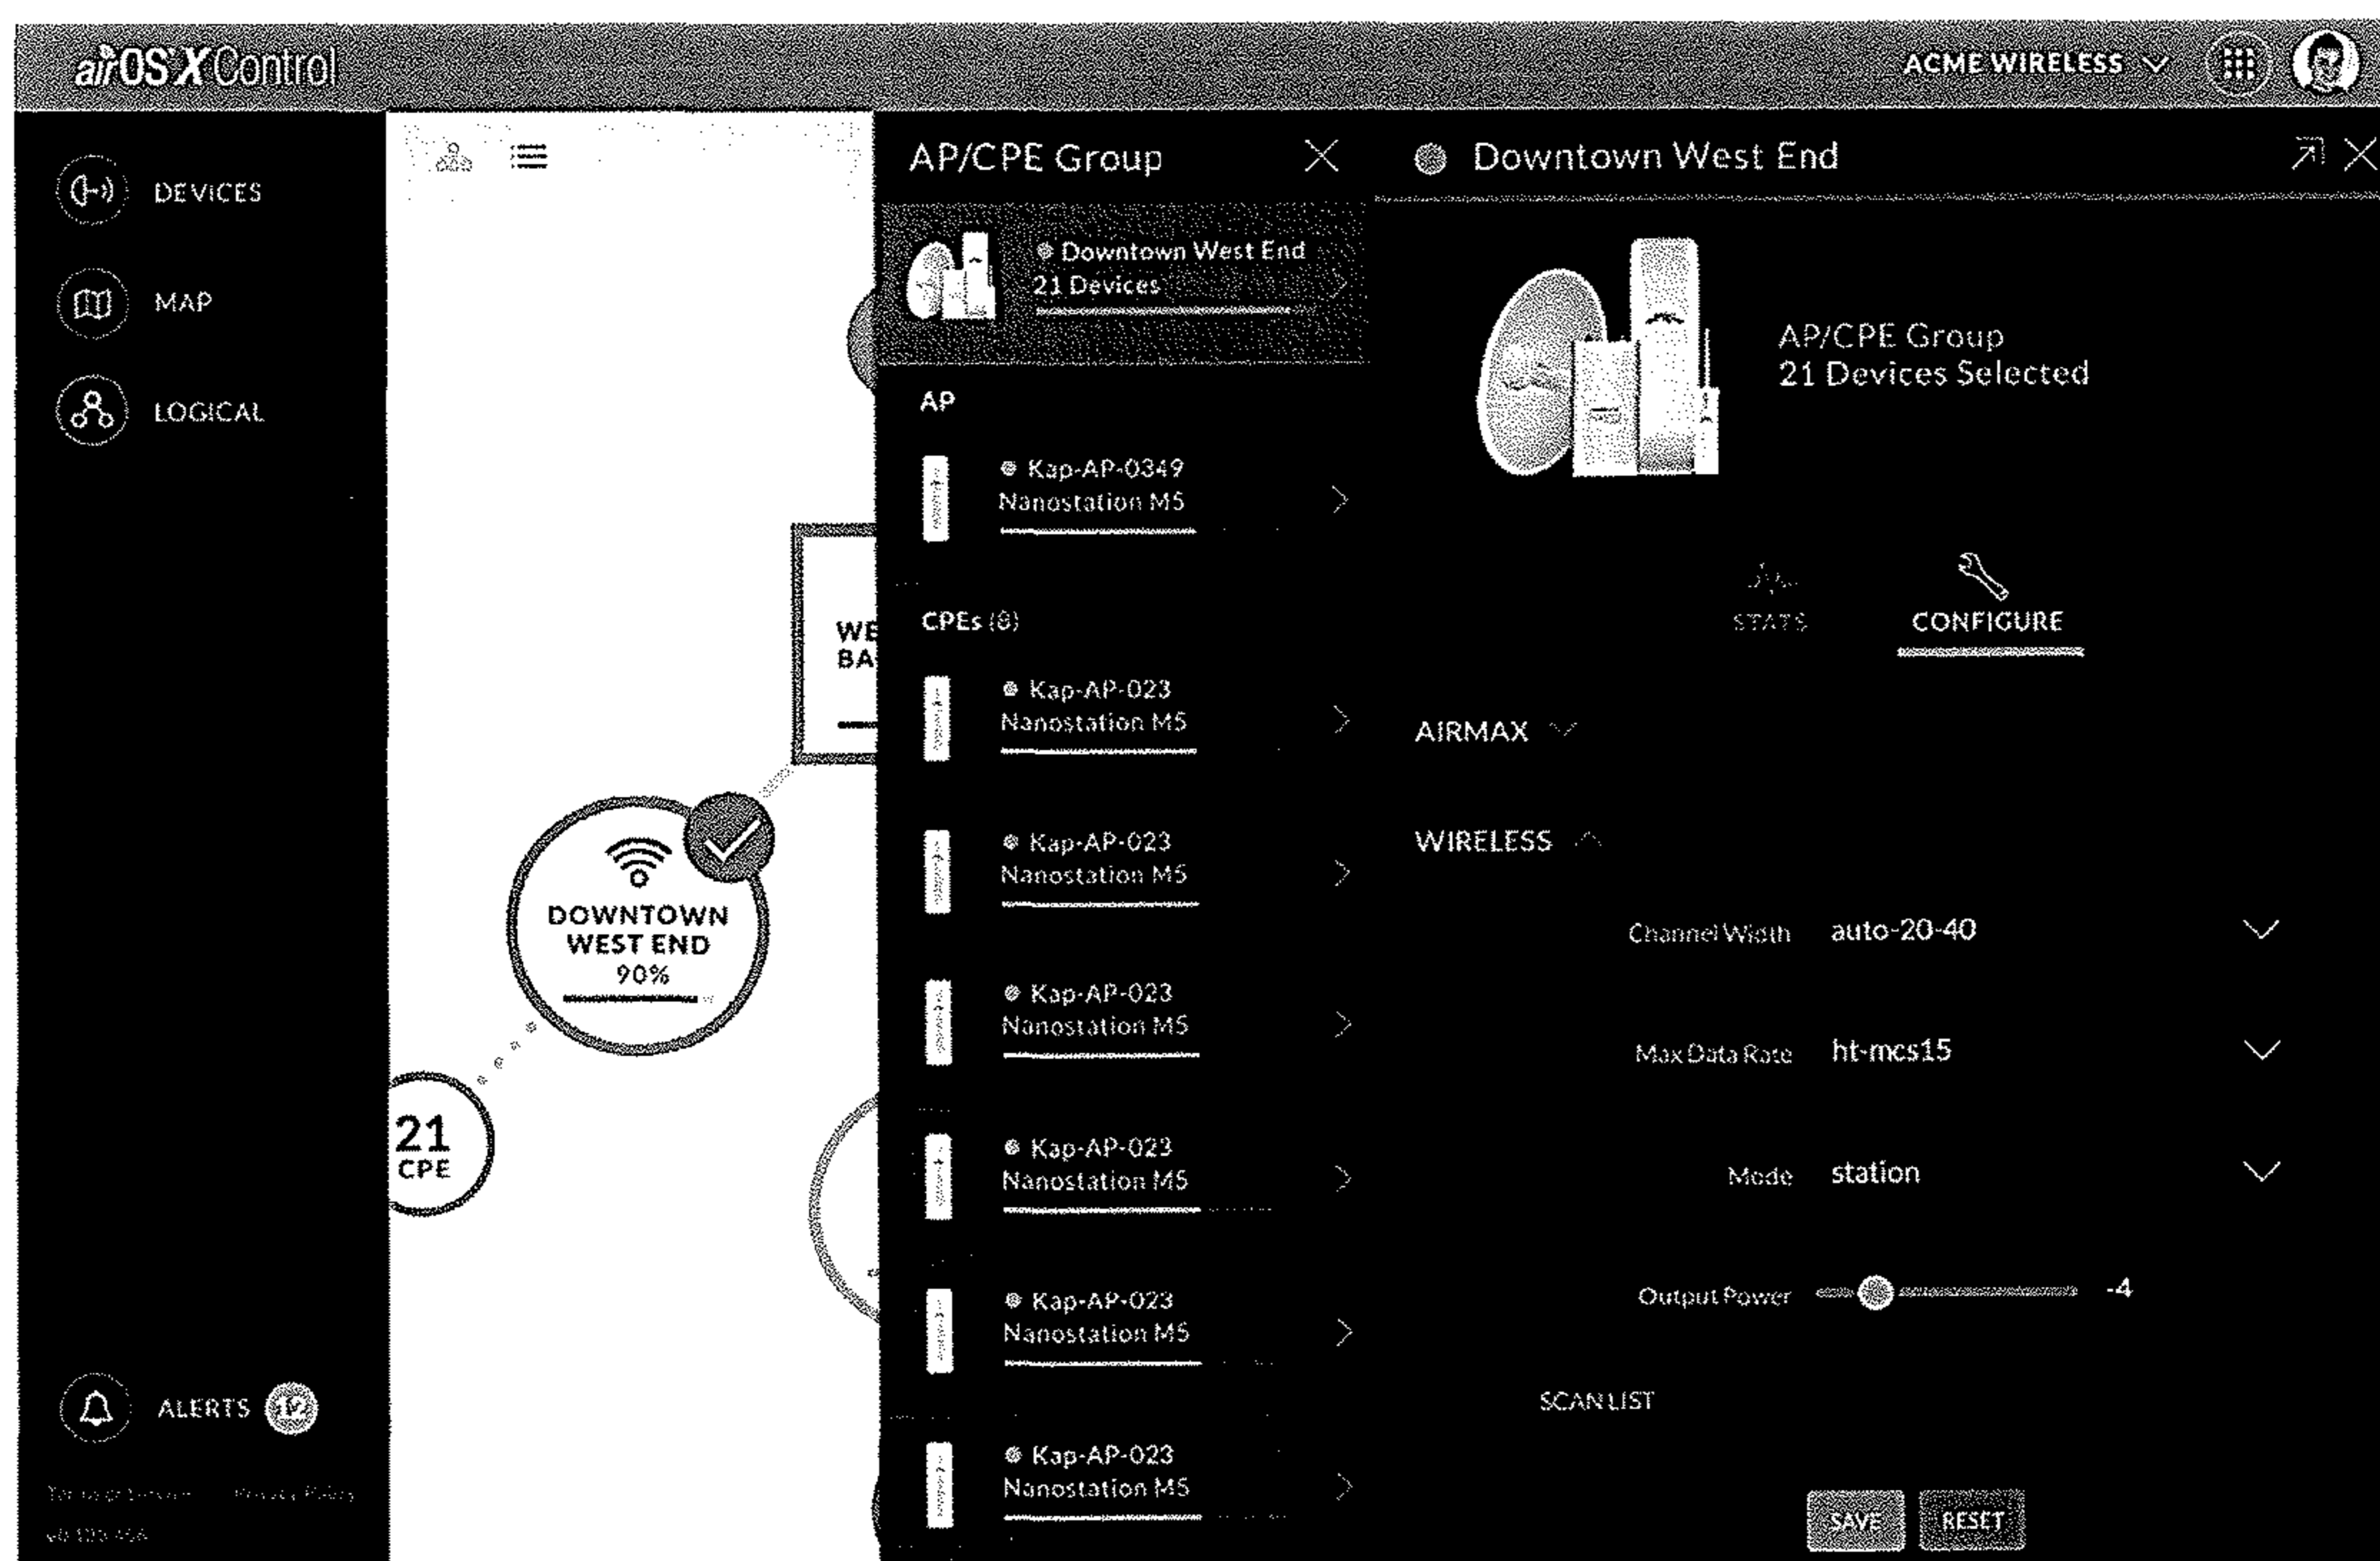 airOS X Control
ACME WIRELESS
DEVICES
MAP
LOGICAL
ALERTS 12
Privacy Policy
WE
BA
DOWNTOWN
WEST END
90%
21
CPE
AP/CPE Group
Downtown West End
21 Devices
AP
Kap-AP-0349
Nanostation M5
CPEs (8)
Kap-AP-023
Nanostation M5
Kap-AP-023
Nanostation M5
Kap-AP-023
Nanostation M5
Kap-AP-023
Nanostation M5
Kap-AP-023
Nanostation M5
Kap-AP-023
Nanostation M5
Downtown West End
AP/CPE Group
21 Devices Selected
STATS
CONFIGURE
AIRMAX
WIRELESS
Channel Width auto-20-40
Max Data Rate ht-mcs15
Mode station
Output Power -4
SCAN LIST
SAVE RESET